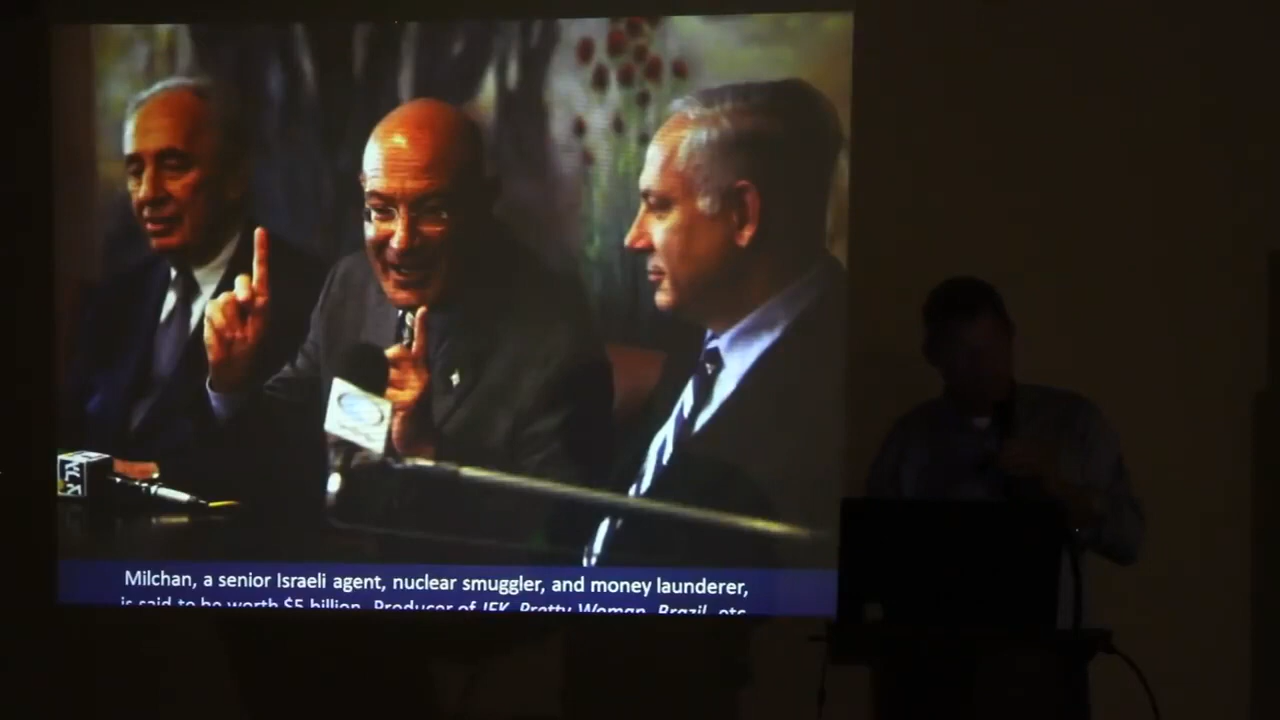 Milchan, a senior Israeli agent, nuclear smuggler, and money launderer,
is said to be worth $5 billion. Producer of JFK, Pretty Woman, Brazil, etc